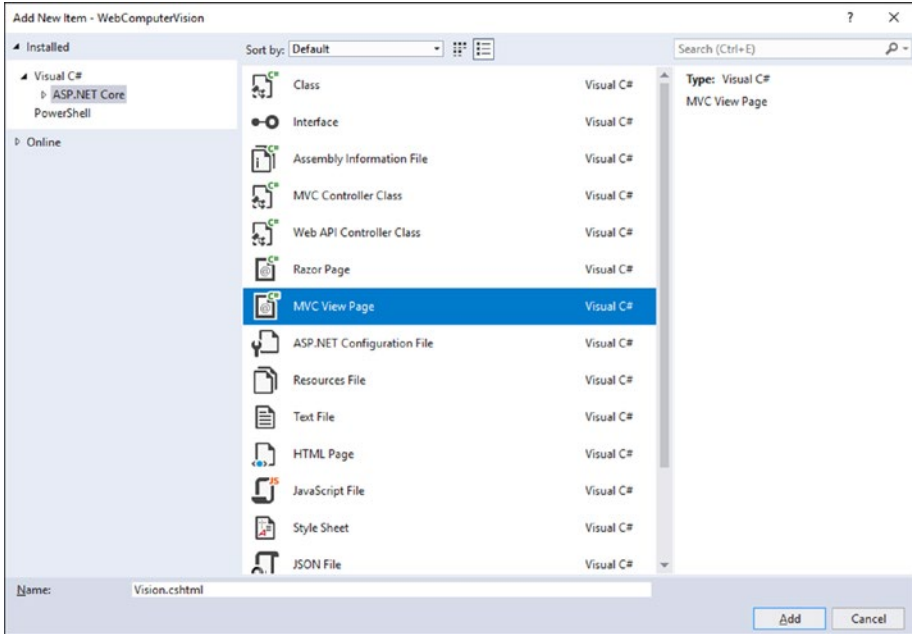 Add New Item - WebComputerVision ? ×
Installed
Sort by: Default
Search (Ctrl+E)
Visual C#
ASP.NET Core
PowerShell
Online
Class Visual C#
Interface Visual C#
Assembly Information File Visual C#
MVC Controller Class Visual C#
Web API Controller Class Visual C#
Razor Page Visual C#
MVC View Page Visual C#
ASP.NET Configuration File Visual C#
Resources File Visual C#
Text File Visual C#
HTML Page Visual C#
JavaScript File Visual C#
Style Sheet Visual C#
JSON File Visual C#
Type: Visual C#
MVC View Page
Name: Vision.cshtml
Add Cancel